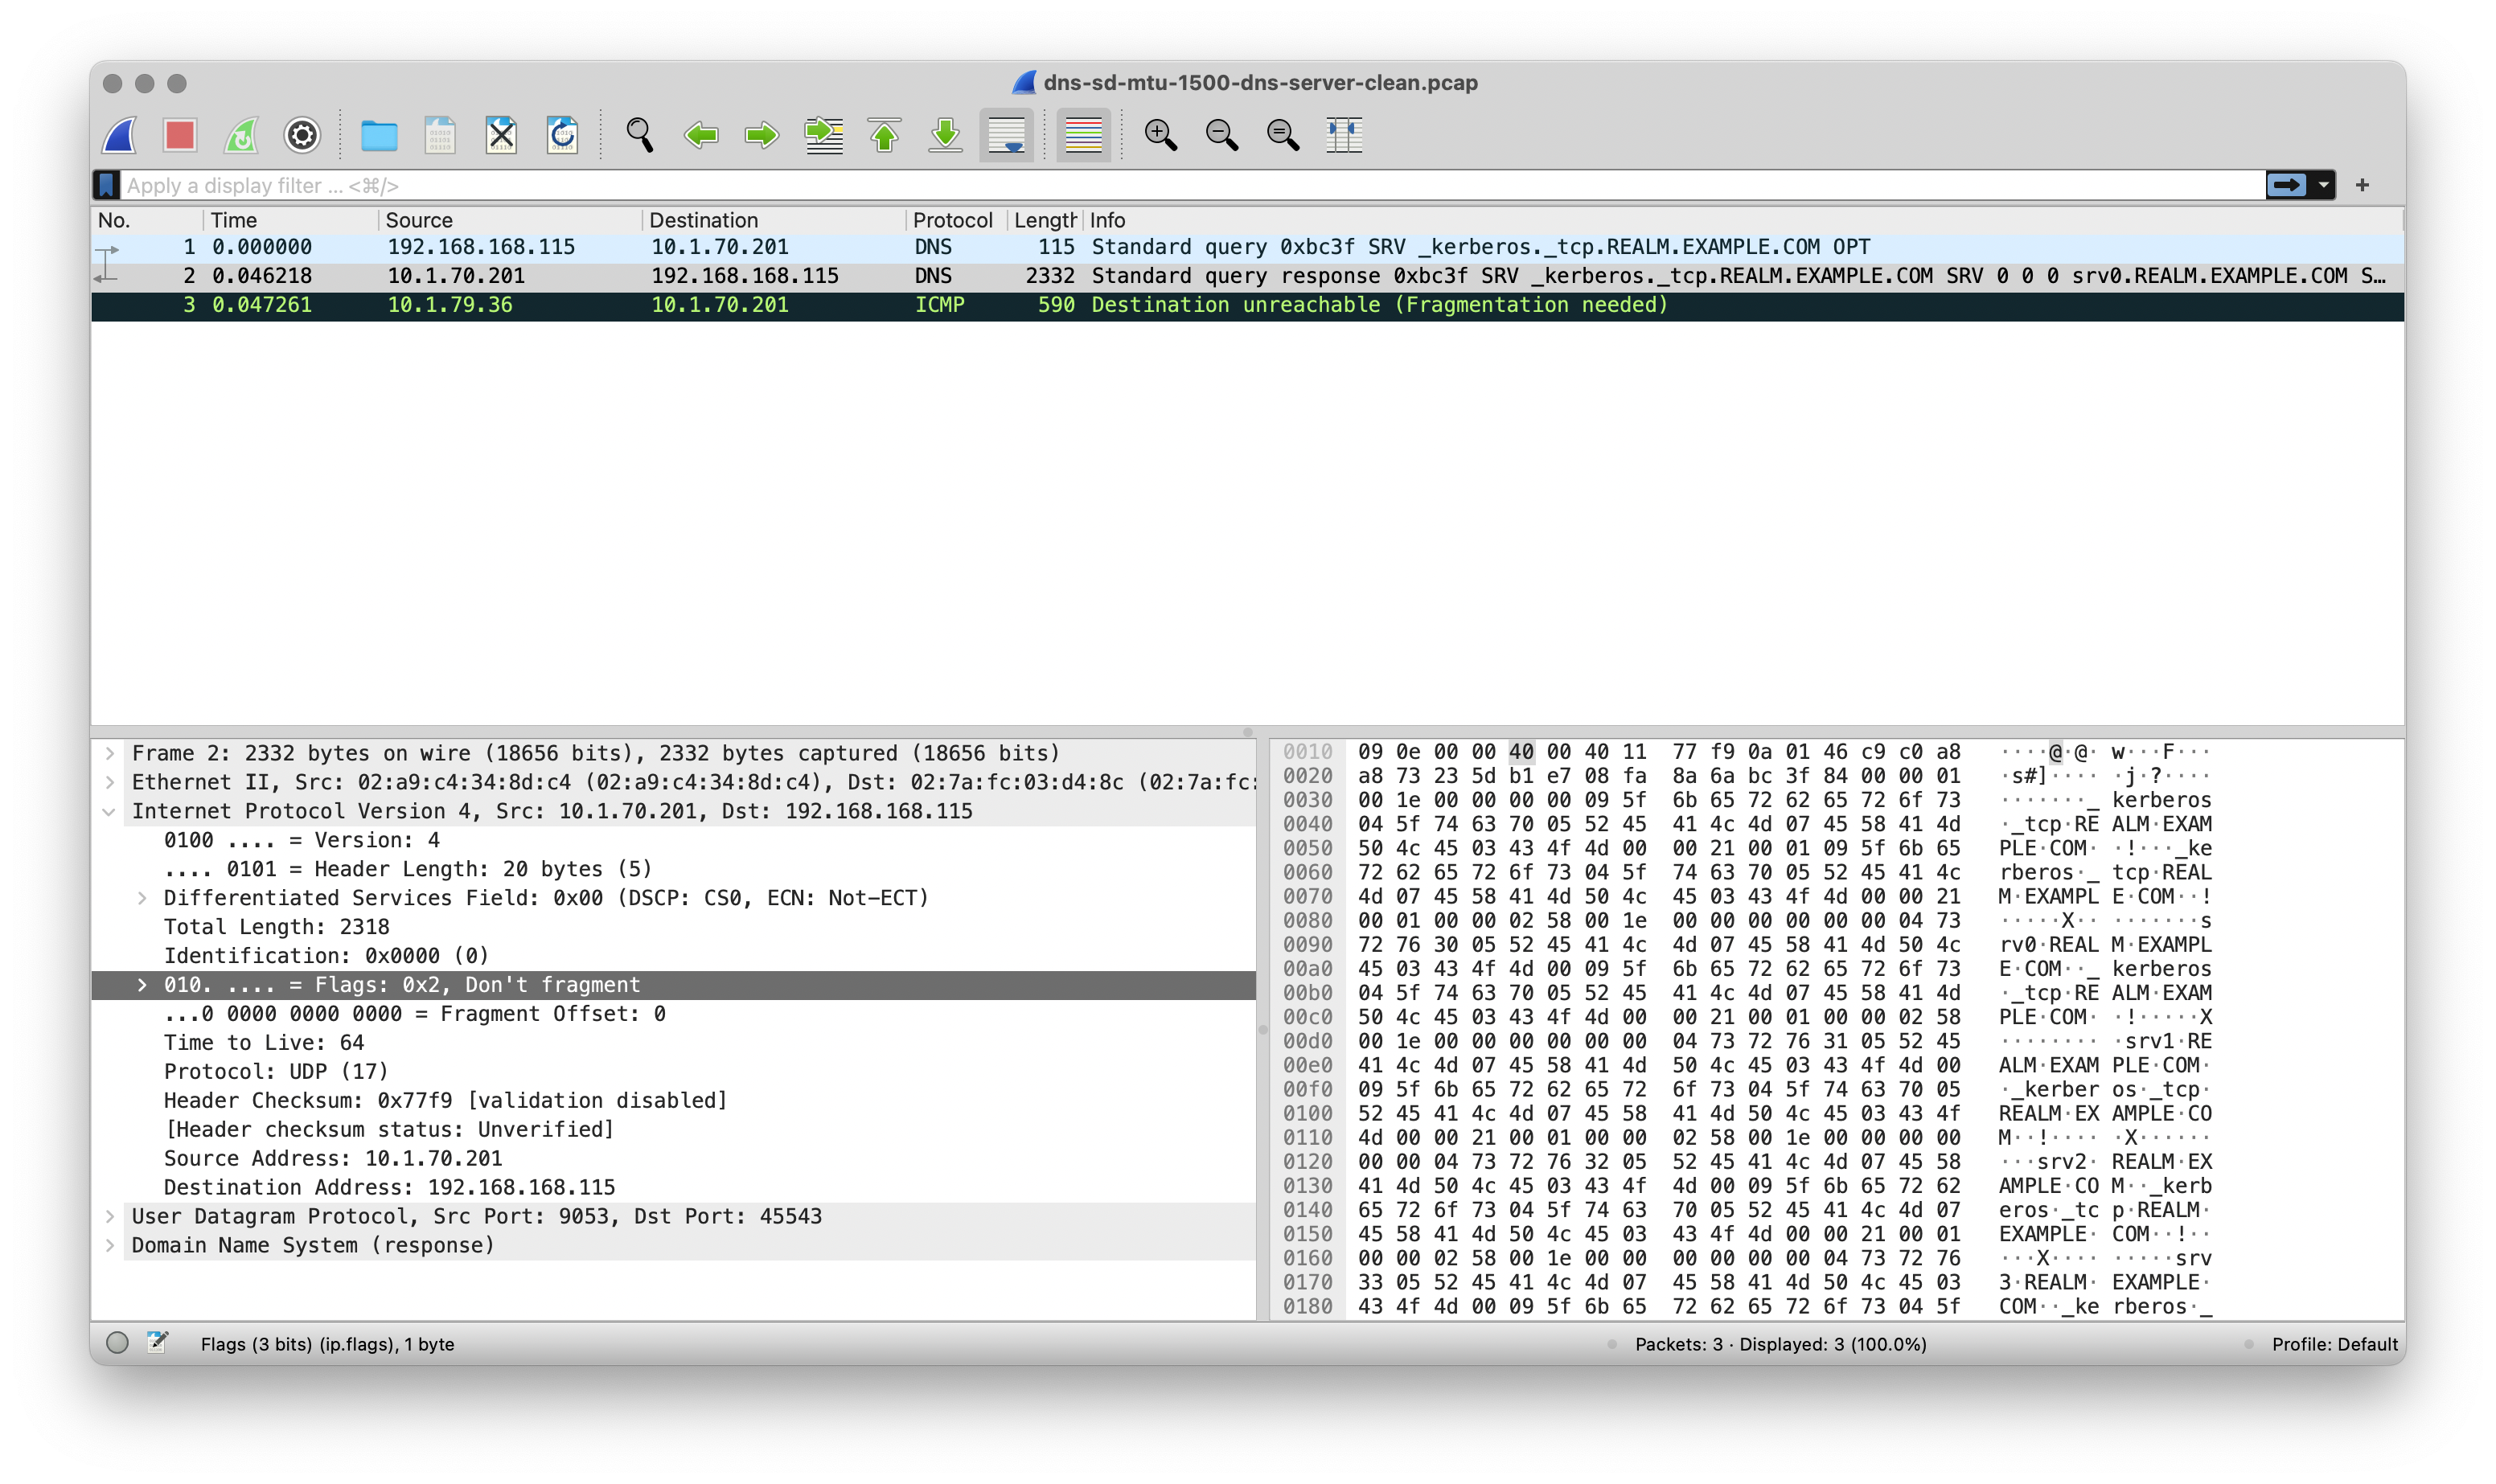 dns-sd-mtu-1500-dns-server-clean.pcap
Apply a display filter ... <⌘/>
No. Time Source Destination Protocol Length Info
1 0.000000 192.168.168.115 10.1.70.201 DNS 115 Standard query 0xbc3f SRV _kerberos._tcp.REALM.EXAMPLE.COM OPT
2 0.046218 10.1.70.201 192.168.168.115 DNS 2332 Standard query response 0xbc3f SRV _kerberos._tcp.REALM.EXAMPLE.COM SRV 0 0 0 srv0.REALM.EXAMPLE.COM S…
3 0.047261 10.1.79.36 10.1.70.201 ICMP 590 Destination unreachable (Fragmentation needed)
Frame 2: 2332 bytes on wire (18656 bits), 2332 bytes captured (18656 bits)
Ethernet II, Src: 02:a9:c4:34:8d:c4 (02:a9:c4:34:8d:c4), Dst: 02:7a:fc:03:d4:8c (02:7a:fc:
Internet Protocol Version 4, Src: 10.1.70.201, Dst: 192.168.168.115
0100 .... = Version: 4
.... 0101 = Header Length: 20 bytes (5)
Differentiated Services Field: 0x00 (DSCP: CS0, ECN: Not-ECT)
Total Length: 2318
Identification: 0x0000 (0)
010. .... = Flags: 0x2, Don't fragment
...0 0000 0000 0000 = Fragment Offset: 0
Time to Live: 64
Protocol: UDP (17)
Header Checksum: 0x77f9 [validation disabled]
[Header checksum status: Unverified]
Source Address: 10.1.70.201
Destination Address: 192.168.168.115
User Datagram Protocol, Src Port: 9053, Dst Port: 45543
Domain Name System (response)
0010 09 0e 00 00 40 00 40 11 77 f9 0a 01 46 c9 c0 a8 ····@·@· w···F···
0020 a8 73 23 5d b1 e7 08 fa 8a 6a bc 3f 84 00 00 01 ·s#]···· ·j·?····
0030 00 1e 00 00 00 00 09 5f 6b 65 72 62 65 72 6f 73 ·······_ kerberos
0040 04 5f 74 63 70 05 52 45 41 4c 4d 07 45 58 41 4d ·_tcp·RE ALM·EXAM
0050 50 4c 45 03 43 4f 4d 00 00 21 00 01 09 5f 6b 65 PLE·COM· ·!···_ke
0060 72 62 65 72 6f 73 04 5f 74 63 70 05 52 45 41 4c rberos·_ tcp·REAL
0070 4d 07 45 58 41 4d 50 4c 45 03 43 4f 4d 00 00 21 M·EXAMPL E·COM··!
0080 00 01 00 00 02 58 00 1e 00 00 00 00 00 00 04 73 ·····X·· ·······s
0090 72 76 30 05 52 45 41 4c 4d 07 45 58 41 4d 50 4c rv0·REAL M·EXAMPL
00a0 45 03 43 4f 4d 00 09 5f 6b 65 72 62 65 72 6f 73 E·COM··_ kerberos
00b0 04 5f 74 63 70 05 52 45 41 4c 4d 07 45 58 41 4d ·_tcp·RE ALM·EXAM
00c0 50 4c 45 03 43 4f 4d 00 00 21 00 01 00 00 02 58 PLE·COM· ·!·····X
00d0 00 1e 00 00 00 00 00 00 04 73 72 76 31 05 52 45 ········ ·srv1·RE
00e0 41 4c 4d 07 45 58 41 4d 50 4c 45 03 43 4f 4d 00 ALM·EXAM PLE·COM·
00f0 09 5f 6b 65 72 62 65 72 6f 73 04 5f 74 63 70 05 ·_kerber os·_tcp·
0100 52 45 41 4c 4d 07 45 58 41 4d 50 4c 45 03 43 4f REALM·EX AMPLE·CO
0110 4d 00 00 21 00 01 00 00 02 58 00 1e 00 00 00 00 M··!···· ·X······
0120 00 00 04 73 72 76 32 05 52 45 41 4c 4d 07 45 58 ···srv2· REALM·EX
0130 41 4d 50 4c 45 03 43 4f 4d 00 09 5f 6b 65 72 62 AMPLE·CO M··_kerb
0140 65 72 6f 73 04 5f 74 63 70 05 52 45 41 4c 4d 07 eros·_tc p·REALM·
0150 45 58 41 4d 50 4c 45 03 43 4f 4d 00 00 21 00 01 EXAMPLE· COM··!··
0160 00 00 02 58 00 1e 00 00 00 00 00 00 04 73 72 76 ···X···· ·····srv
0170 33 05 52 45 41 4c 4d 07 45 58 41 4d 50 4c 45 03 3·REALM· EXAMPLE·
0180 43 4f 4d 00 09 5f 6b 65 72 62 65 72 6f 73 04 5f COM··_ke rberos·_
Flags (3 bits) (ip.flags), 1 byte
Packets: 3 · Displayed: 3 (100.0%)
Profile: Default